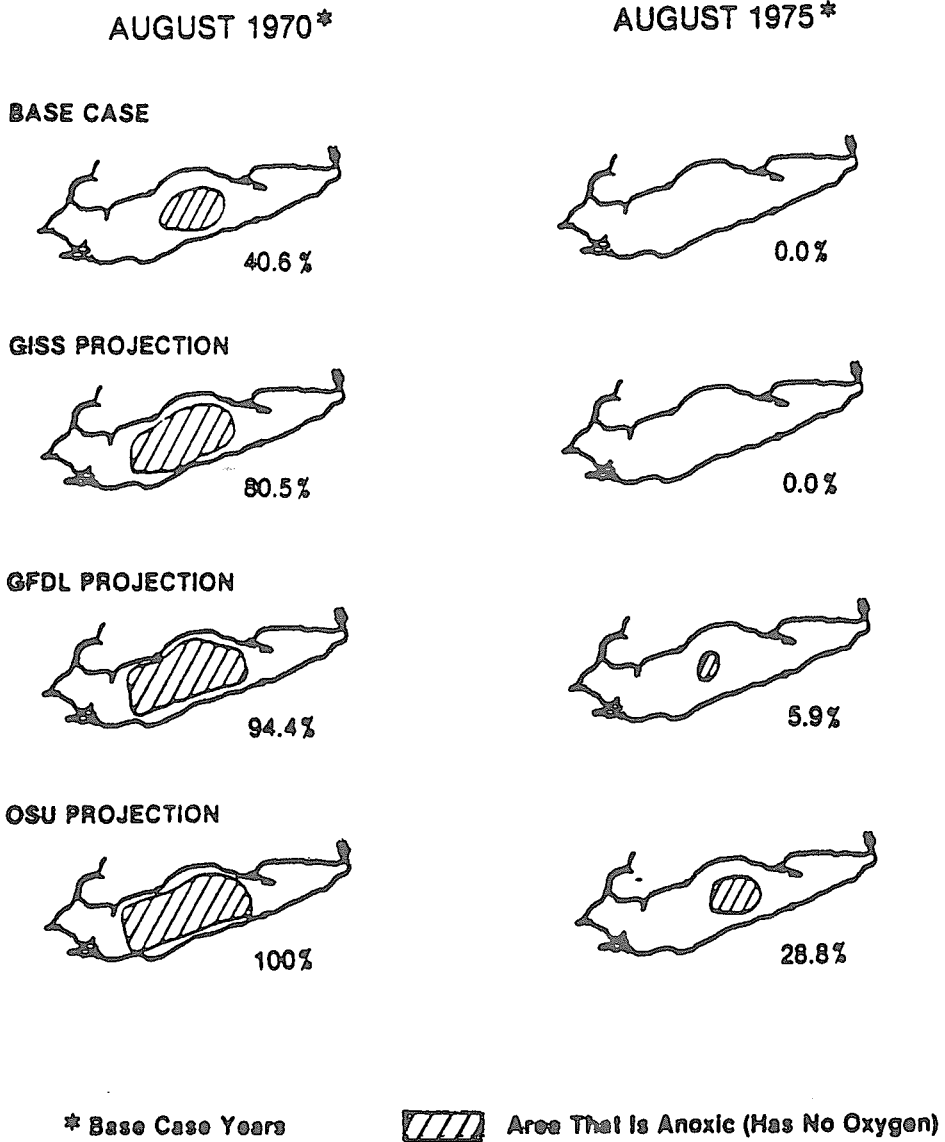 AUGUST 1970* AUGUST 1975*
BASE CASE
40.6% 0.0%
GISS PROJECTION
80.5% 0.0%
GFDL PROJECTION
94.4% 5.9%
OSU PROJECTION
100% 28.8%
* Base Case Years Area That Is Anoxic (Has No Oxygen)